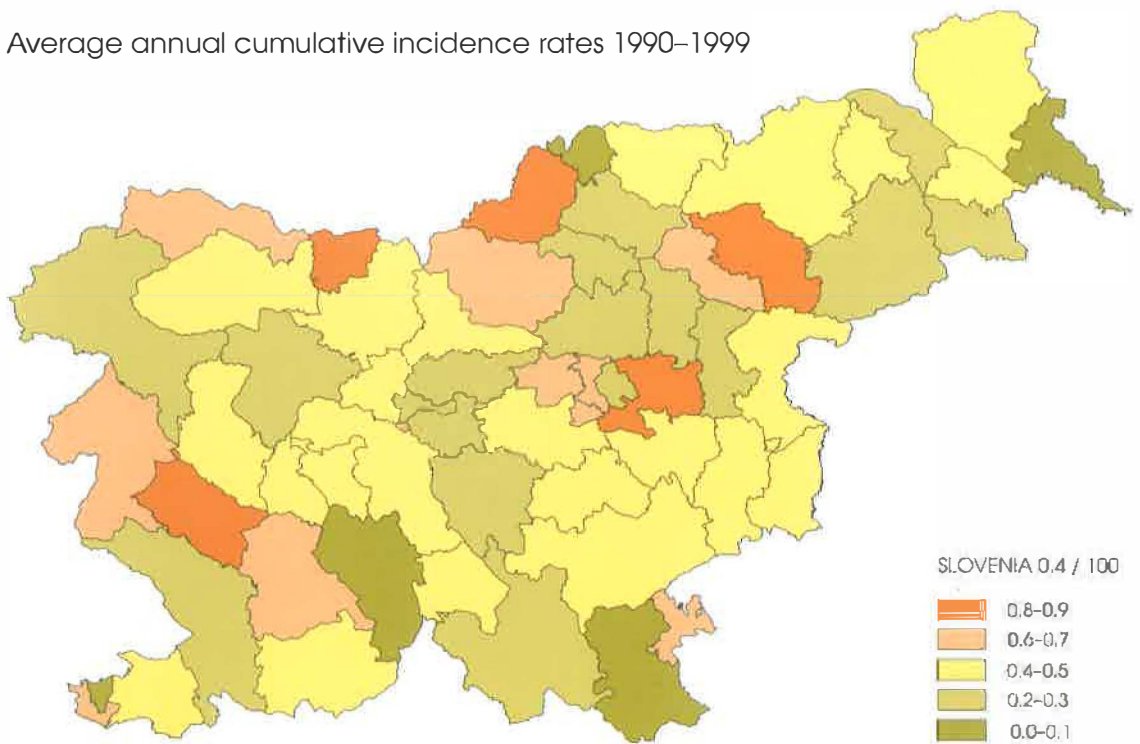 Average annual cumulative incidence rates 1990–1999
SLOVENIA 0.4 / 100
0.8–0.9
0.6–0.7
0.4–0.5
0.2–0.3
0.0–0.1